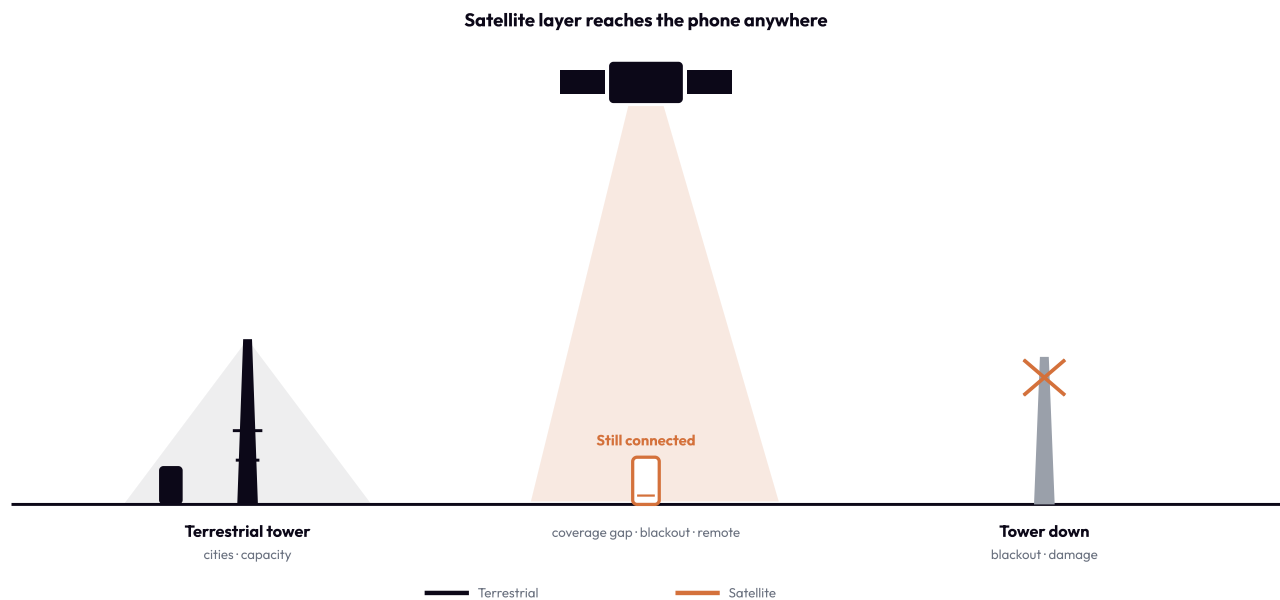 Satellite layer reaches the phone anywhere
Still connected
Terrestrial tower
cities · capacity
coverage gap · blackout · remote
Tower down
blackout · damage
Terrestrial
Satellite